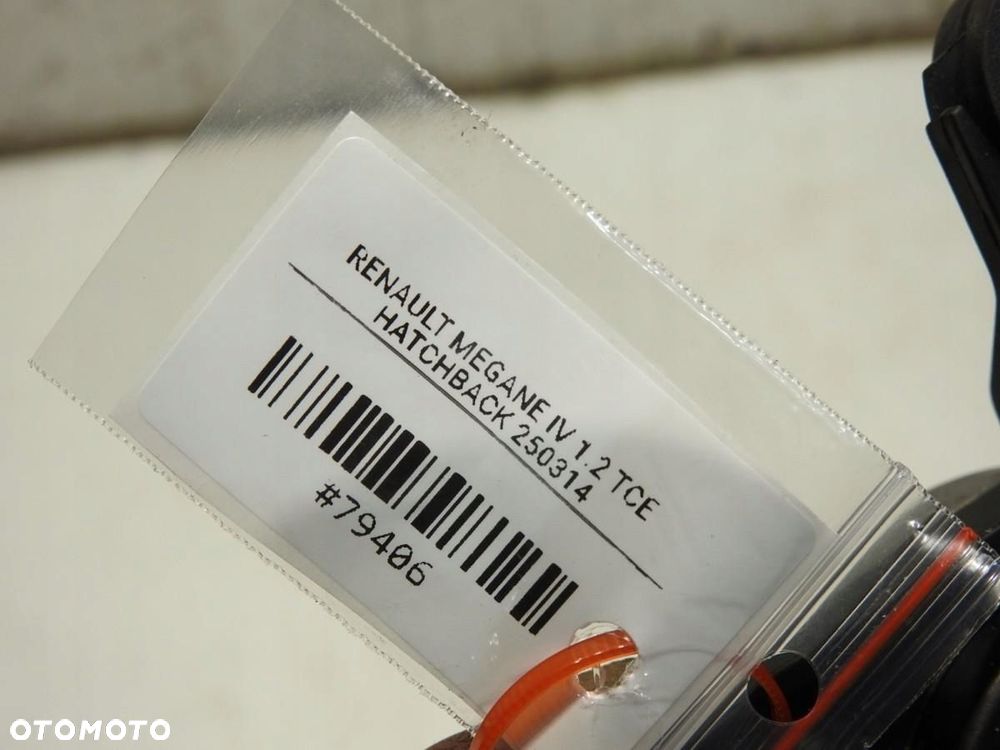 RENAULT MEGANE IV 1.2 TCE
HATCHBACK 250314
#79406
OTOMOTO